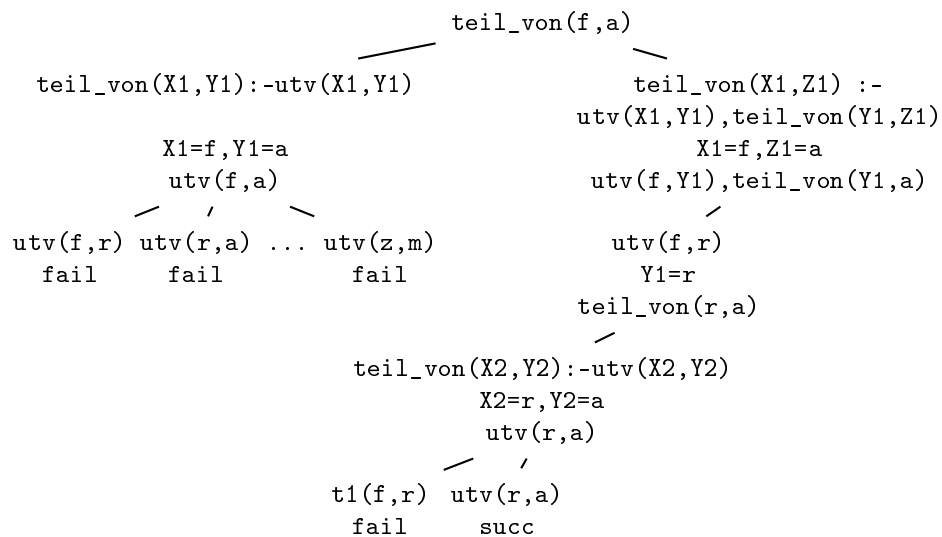 teil_von(f,a)
teil_von(X1,Y1):-utv(X1,Y1)
X1=f,Y1=a
utv(f,a)
utv(f,r) utv(r,a) ... utv(z,m)
fail fail fail
teil_von(X1,Z1) :-
utv(X1,Y1),teil_von(Y1,Z1)
X1=f,Z1=a
utv(f,Y1),teil_von(Y1,a)
utv(f,r)
Y1=r
teil_von(r,a)
teil_von(X2,Y2):-utv(X2,Y2)
X2=r,Y2=a
utv(r,a)
t1(f,r) utv(r,a)
fail succ